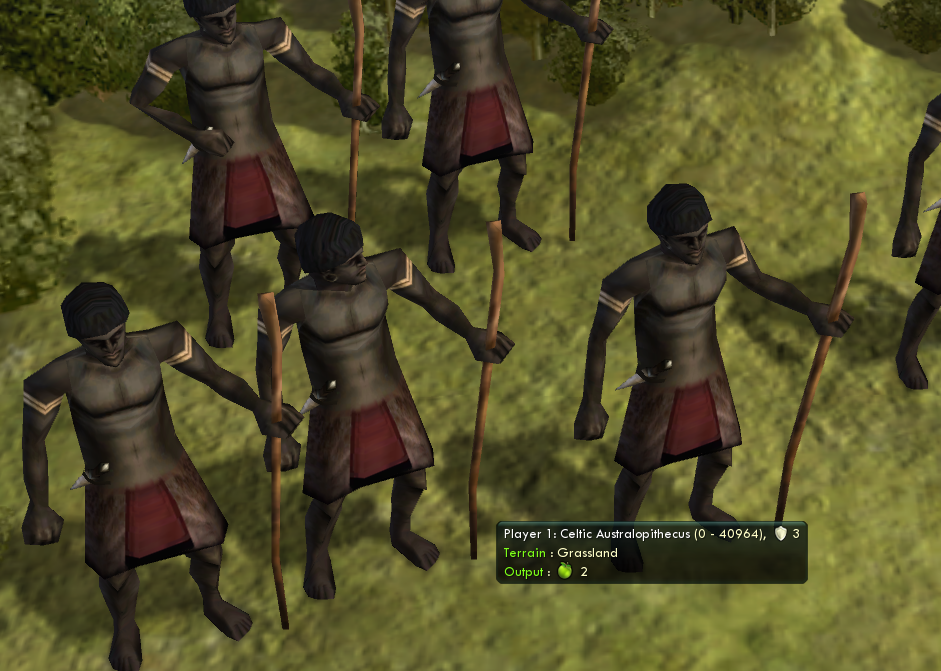 Player 1: Celtic Australopithecus (0 - 40964), 3
Terrain : Grassland
Output : 2